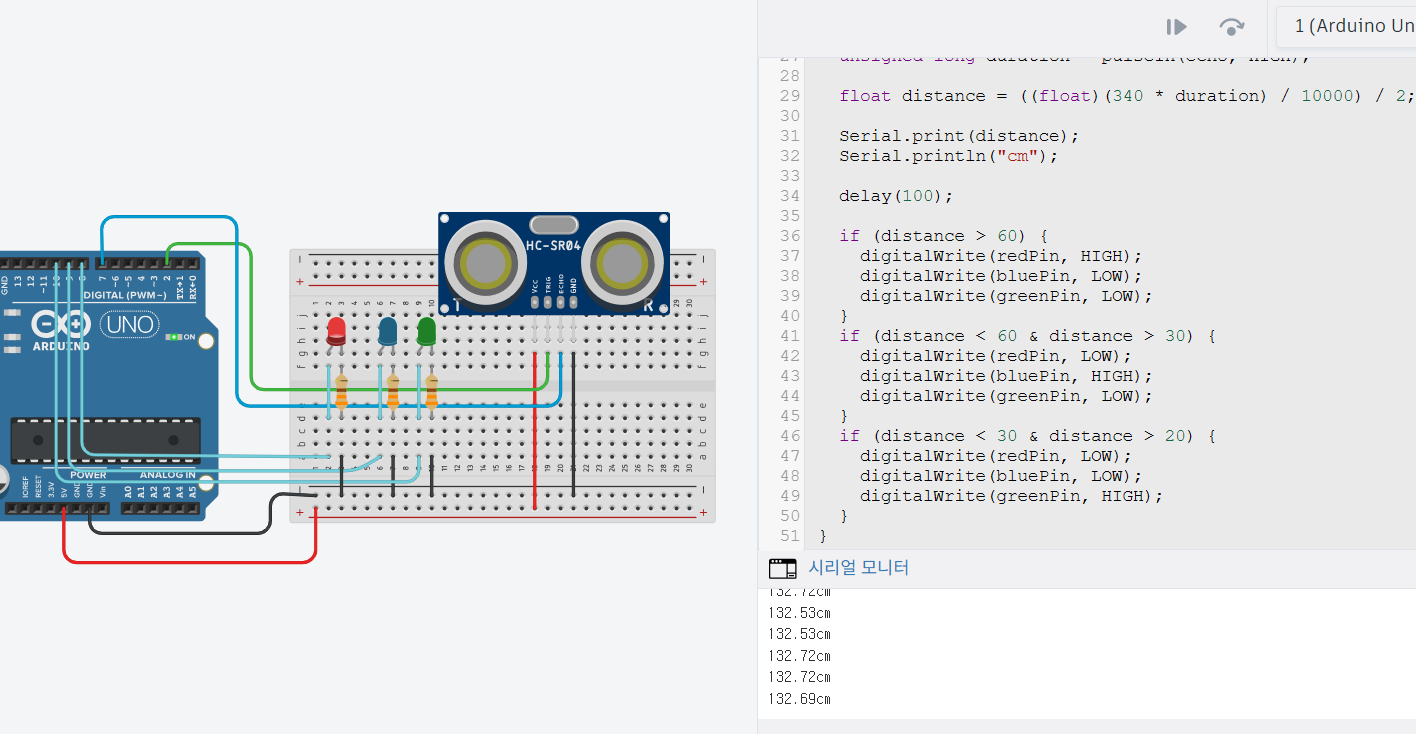 1 (Arduino Un
27 unsigned long duration = pulseIn(echo, HIGH);
28
29 float distance = ((float)(340 * duration) / 10000) / 2;
30
31 Serial.print(distance);
32 Serial.println("cm");
33
34 delay(100);
35
36 if (distance > 60) {
37 digitalWrite(redPin, HIGH);
38 digitalWrite(bluePin, LOW);
39 digitalWrite(greenPin, LOW);
40 }
41 if (distance < 60 & distance > 30) {
42 digitalWrite(redPin, LOW);
43 digitalWrite(bluePin, HIGH);
44 digitalWrite(greenPin, LOW);
45 }
46 if (distance < 30 & distance > 20) {
47 digitalWrite(redPin, LOW);
48 digitalWrite(bluePin, LOW);
49 digitalWrite(greenPin, HIGH);
50 }
51 }
시리얼 모니터
132.72cm
132.53cm
132.53cm
132.72cm
132.72cm
132.69cm
HC-SR04
VCC
TRIG
ECHO
GND
T
R
GND
13
12
~11
7
~6
~5
4
~3
2
TX→1
RX←0
DIGITAL (PWM~)
UNO
ARDUINO
ON
POWER
ANALOG IN
IOREF
RESET
3.3V
5V
GND
GND
Vin
A0
A1
A2
A3
A4
A5